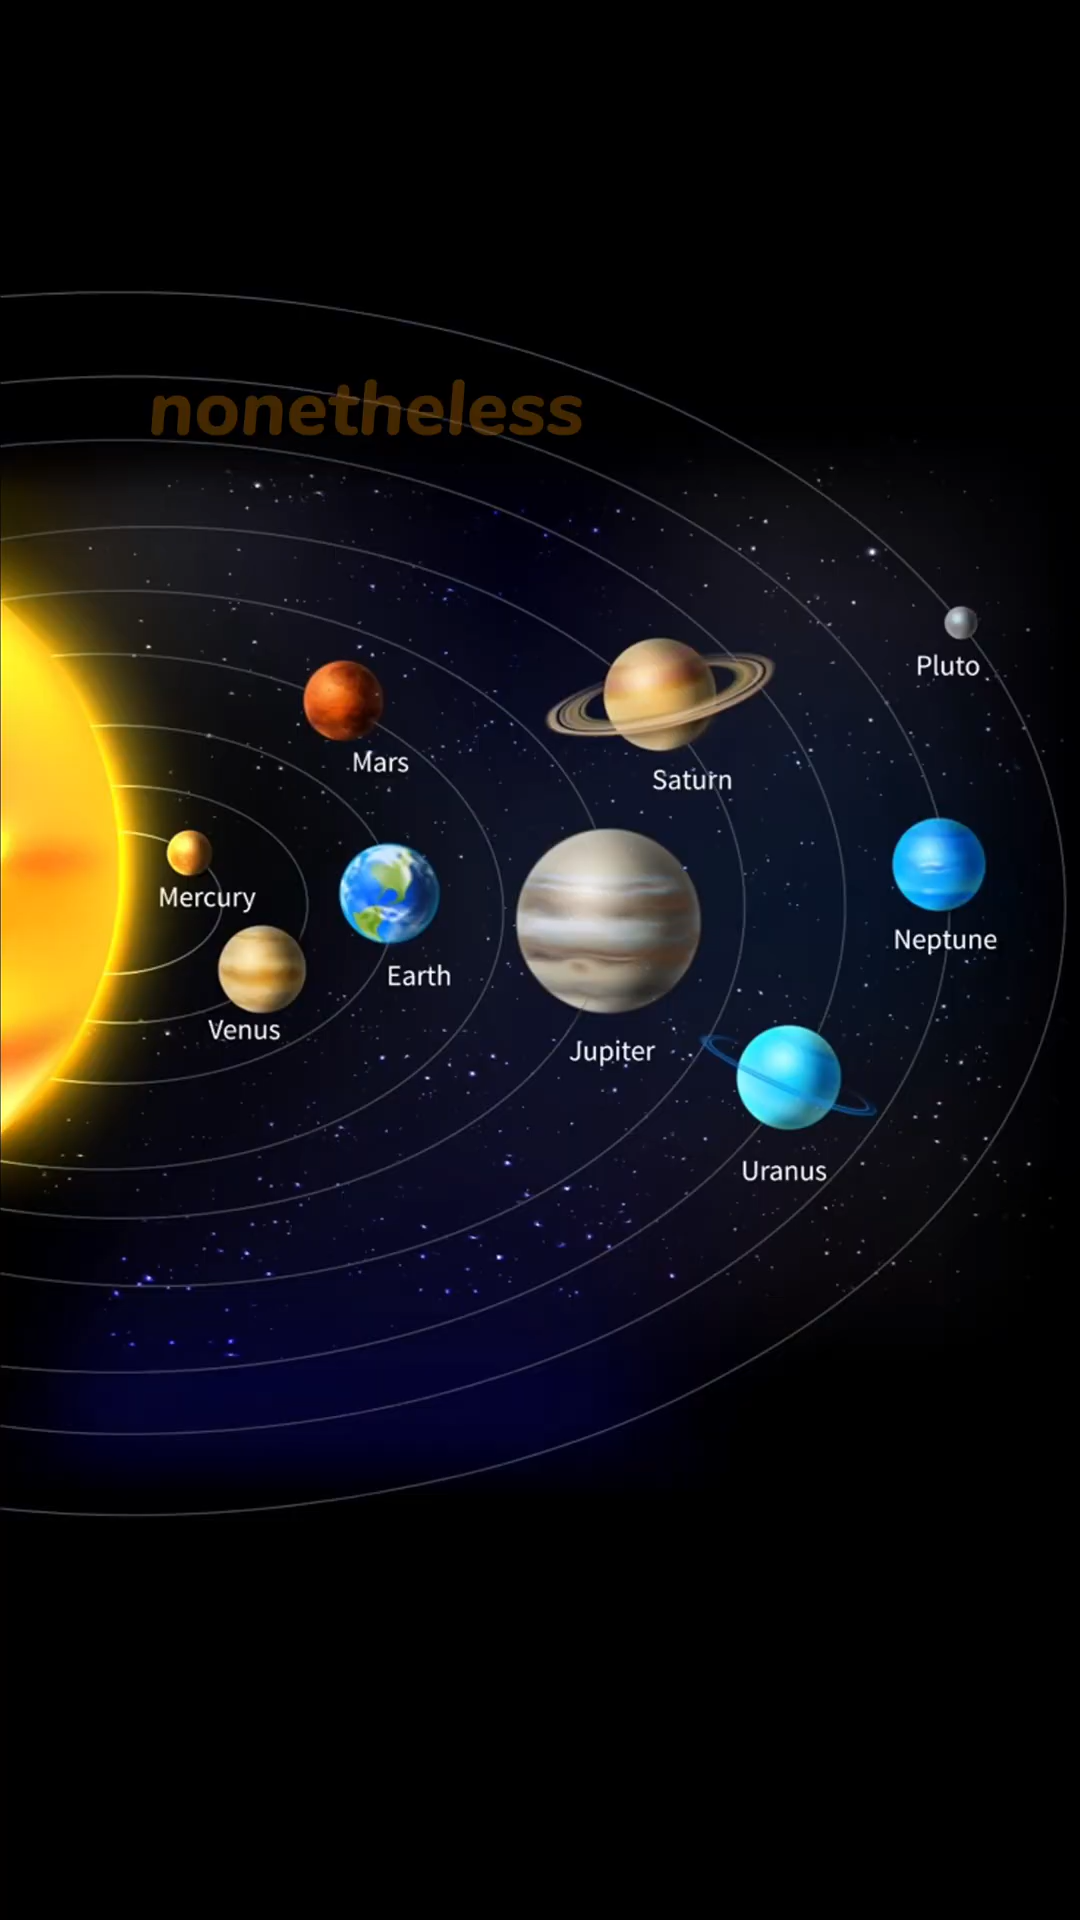 nonetheless
Pluto
Mars
Saturn
Mercury
Neptune
Earth
Venus
Jupiter
Uranus